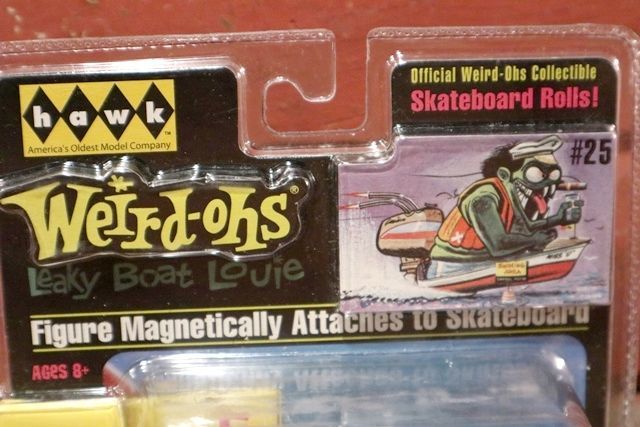 hawk™
America's Oldest Model Company
Weird-ohs®
Leaky Boat Louie
Official Weird-Ohs Collectible
Skateboard Rolls!
#25
Figure Magnetically Attaches to Skateboard
AGES 8+